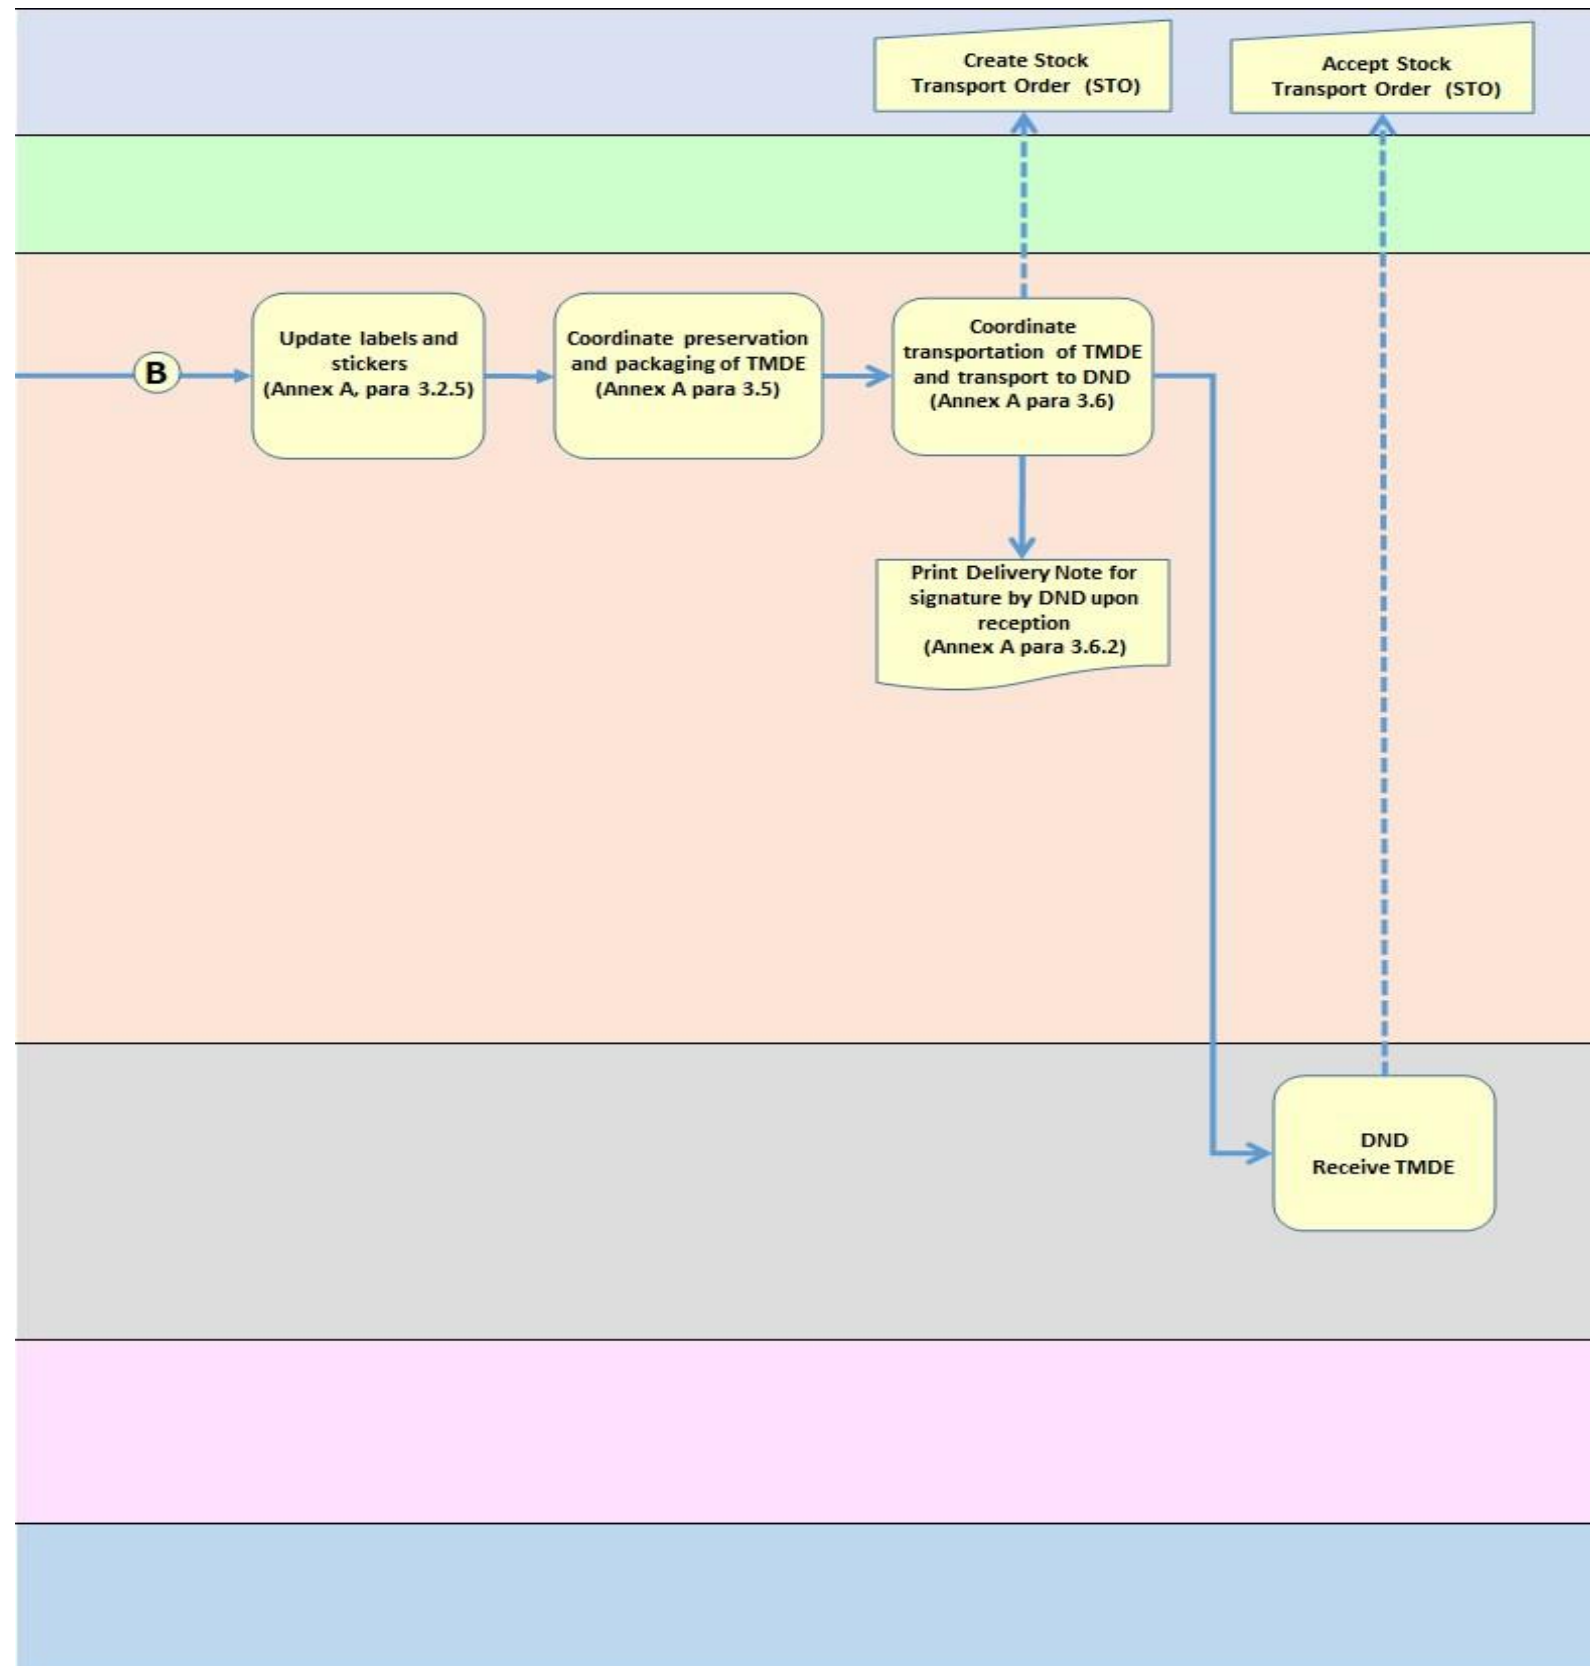 Create Stock
Transport Order (STO)
Accept Stock
Transport Order (STO)
B
Update labels and
stickers
(Annex A, para 3.2.5)
Coordinate preservation
and packaging of TMDE
(Annex A para 3.5)
Coordinate
transportation of TMDE
and transport to DND
(Annex A para 3.6)
Print Delivery Note for
signature by DND upon
reception
(Annex A para 3.6.2)
DND
Receive TMDE